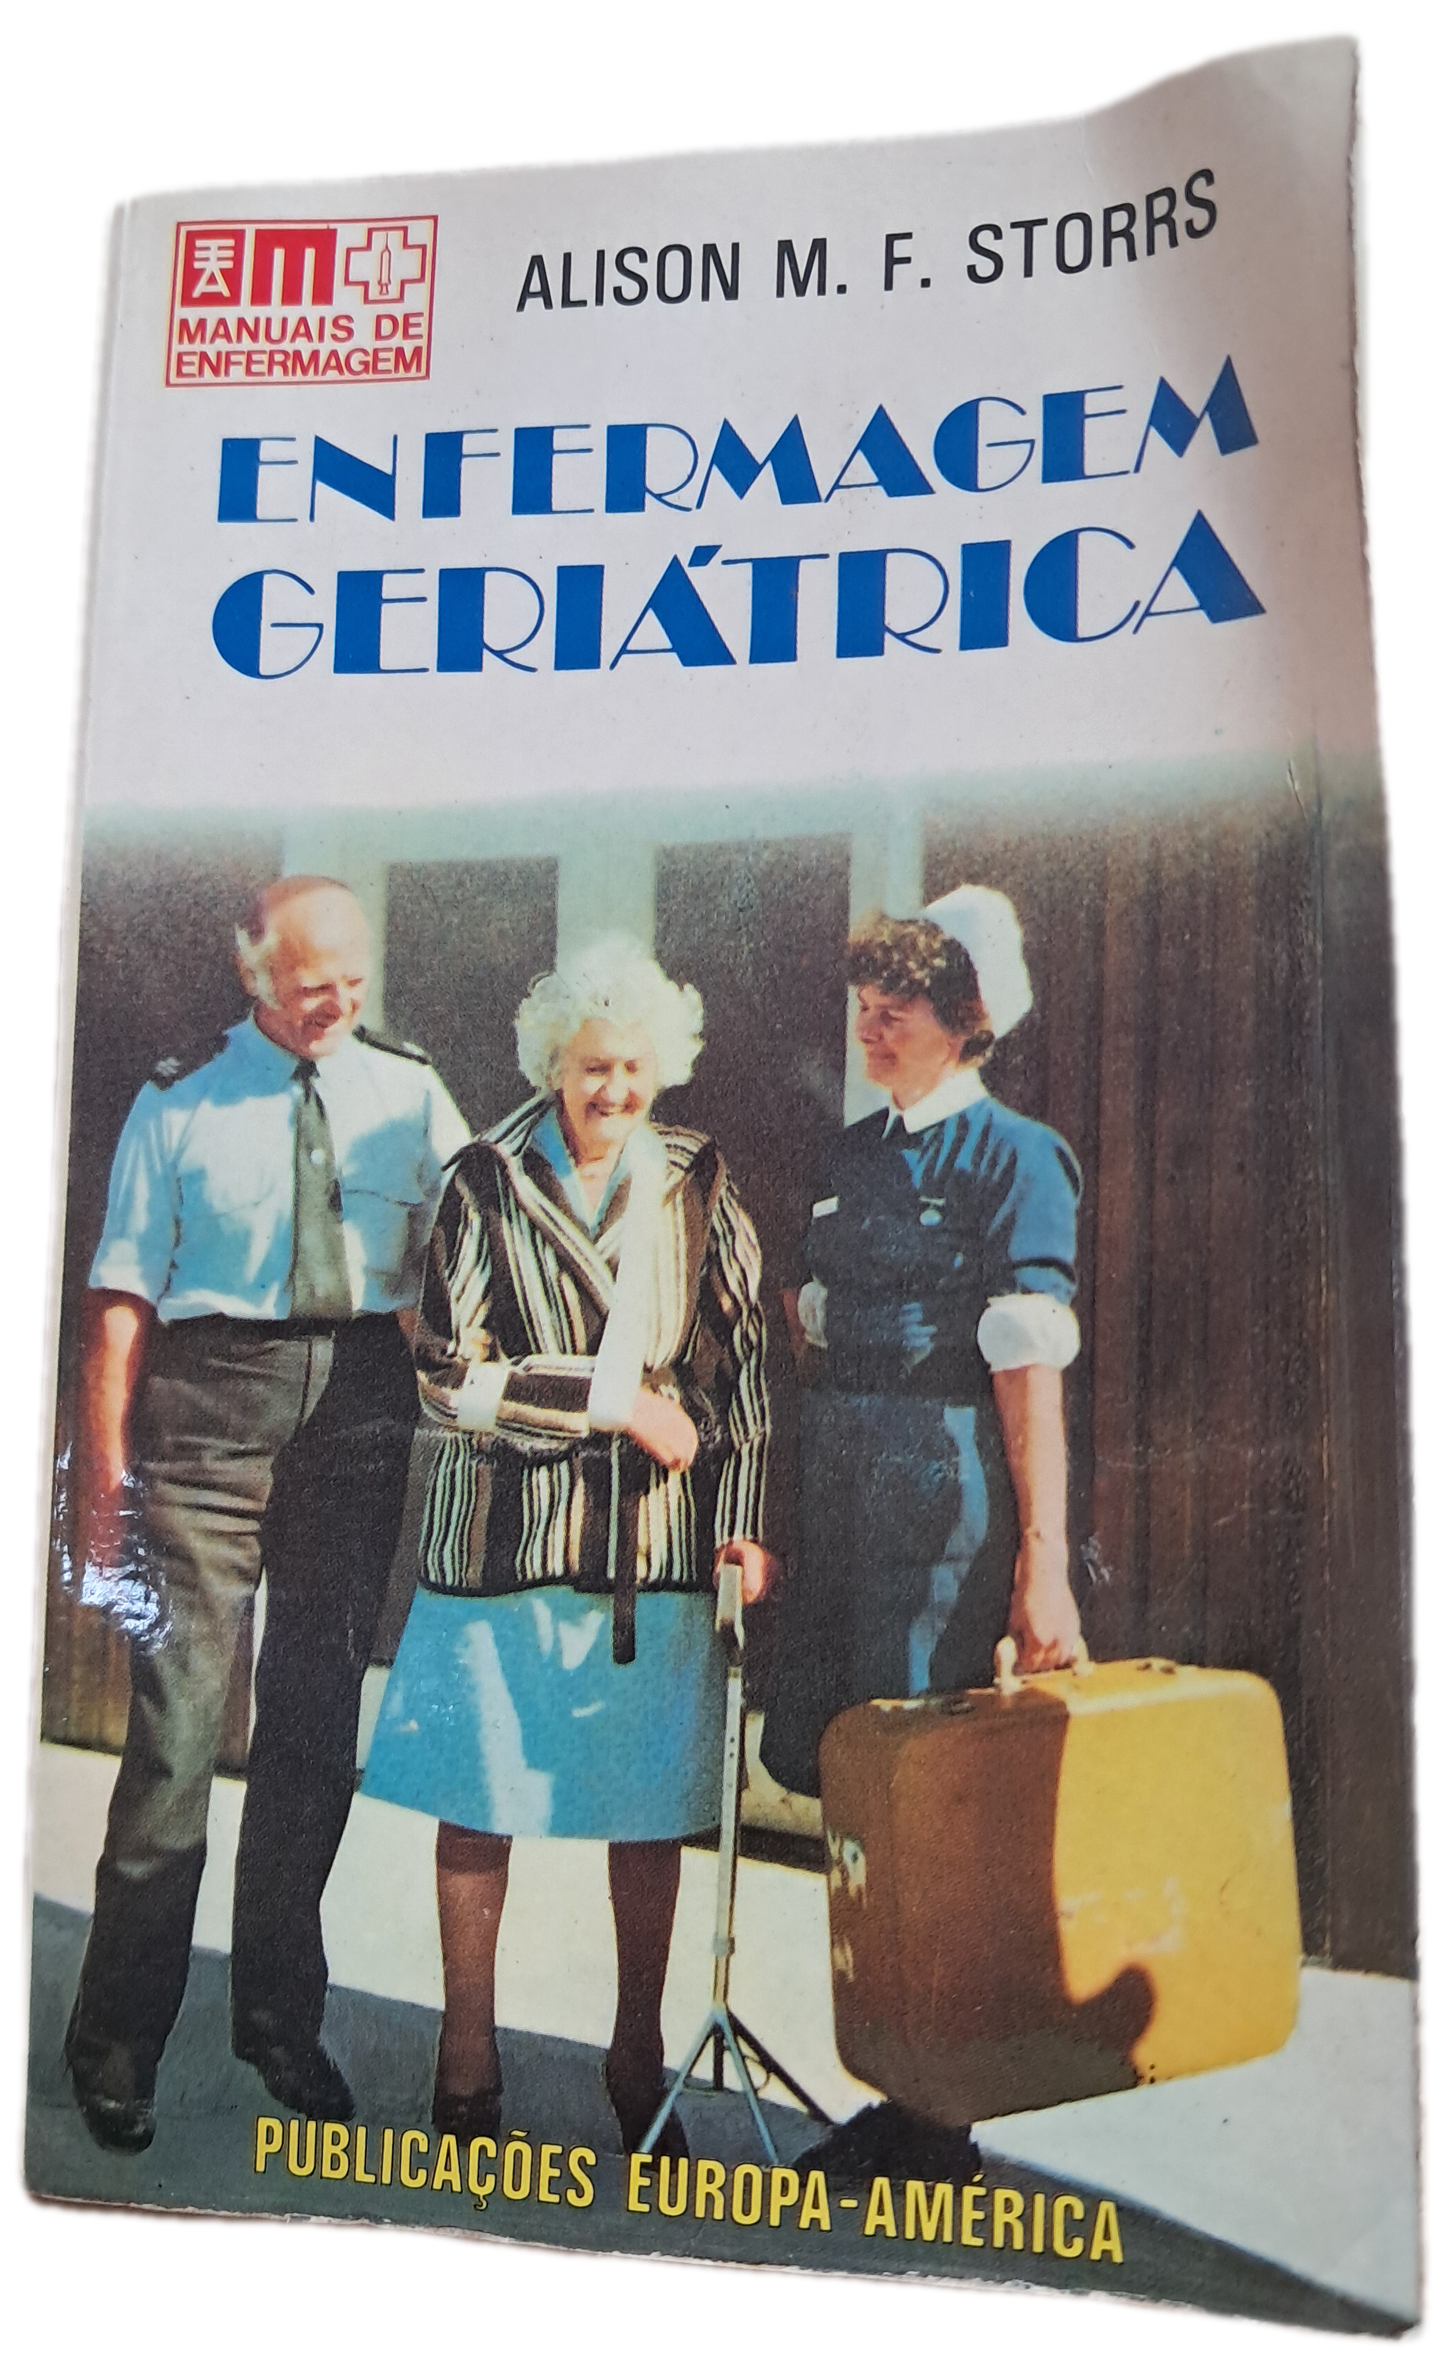 MANUAIS DE
ENFERMAGEM
ALISON M. F. STORRS
ENFERMAGEM
GERIÁTRICA
PUBLICAÇÕES EUROPA-AMÉRICA